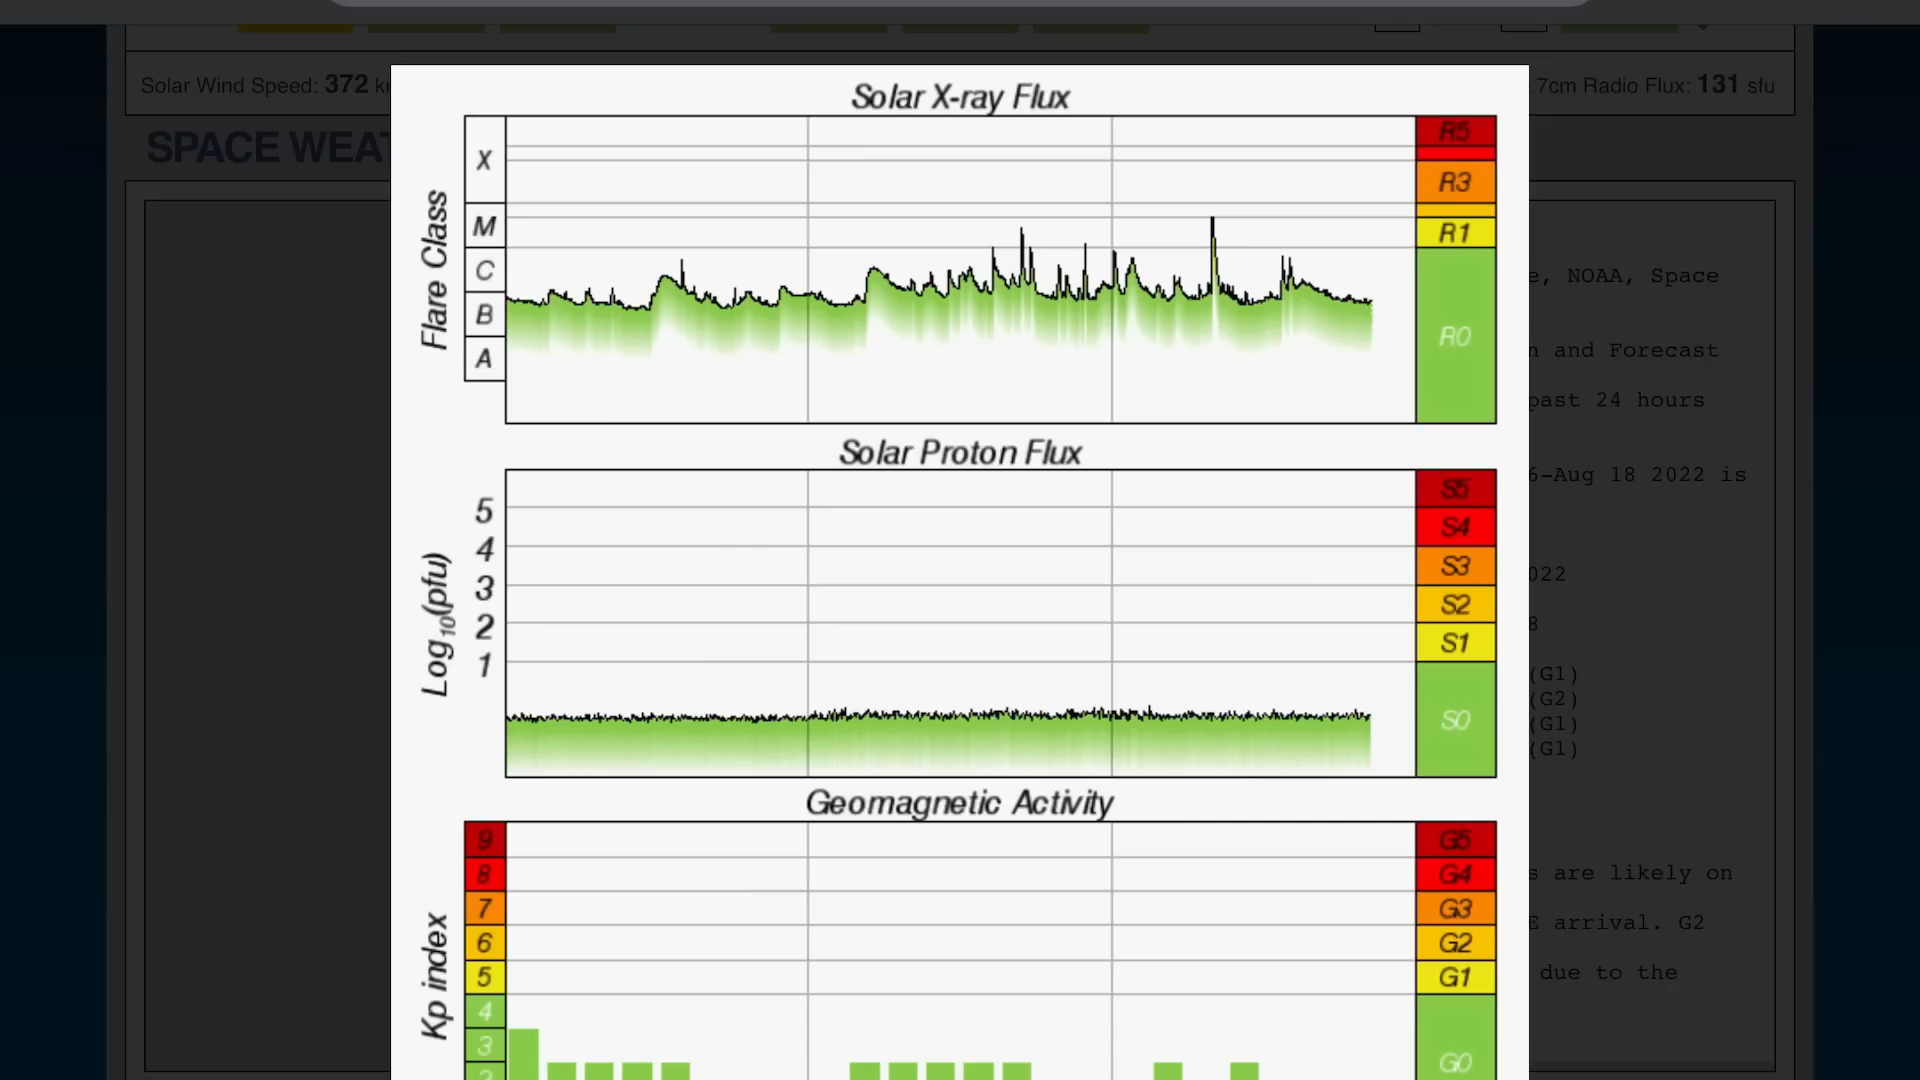 Solar Wind Speed: 372
7cm Radio Flux: 131 sfu
SPACE WEA
Solar X-ray Flux
Flare Class
X
M
C
B
A
R5
R3
R1
R0
Solar Proton Flux
Log10(pfu)
5
4
3
2
1
S5
S4
S3
S2
S1
S0
Geomagnetic Activity
Kp index
9
8
7
6
5
4
3
2
G5
G4
G3
G2
G1
G0
e, NOAA, Space
n and Forecast
past 24 hours
6-Aug 18 2022 is
022
8
(G1)
(G2)
(G1)
(G1)
s are likely on
E arrival. G2
due to the